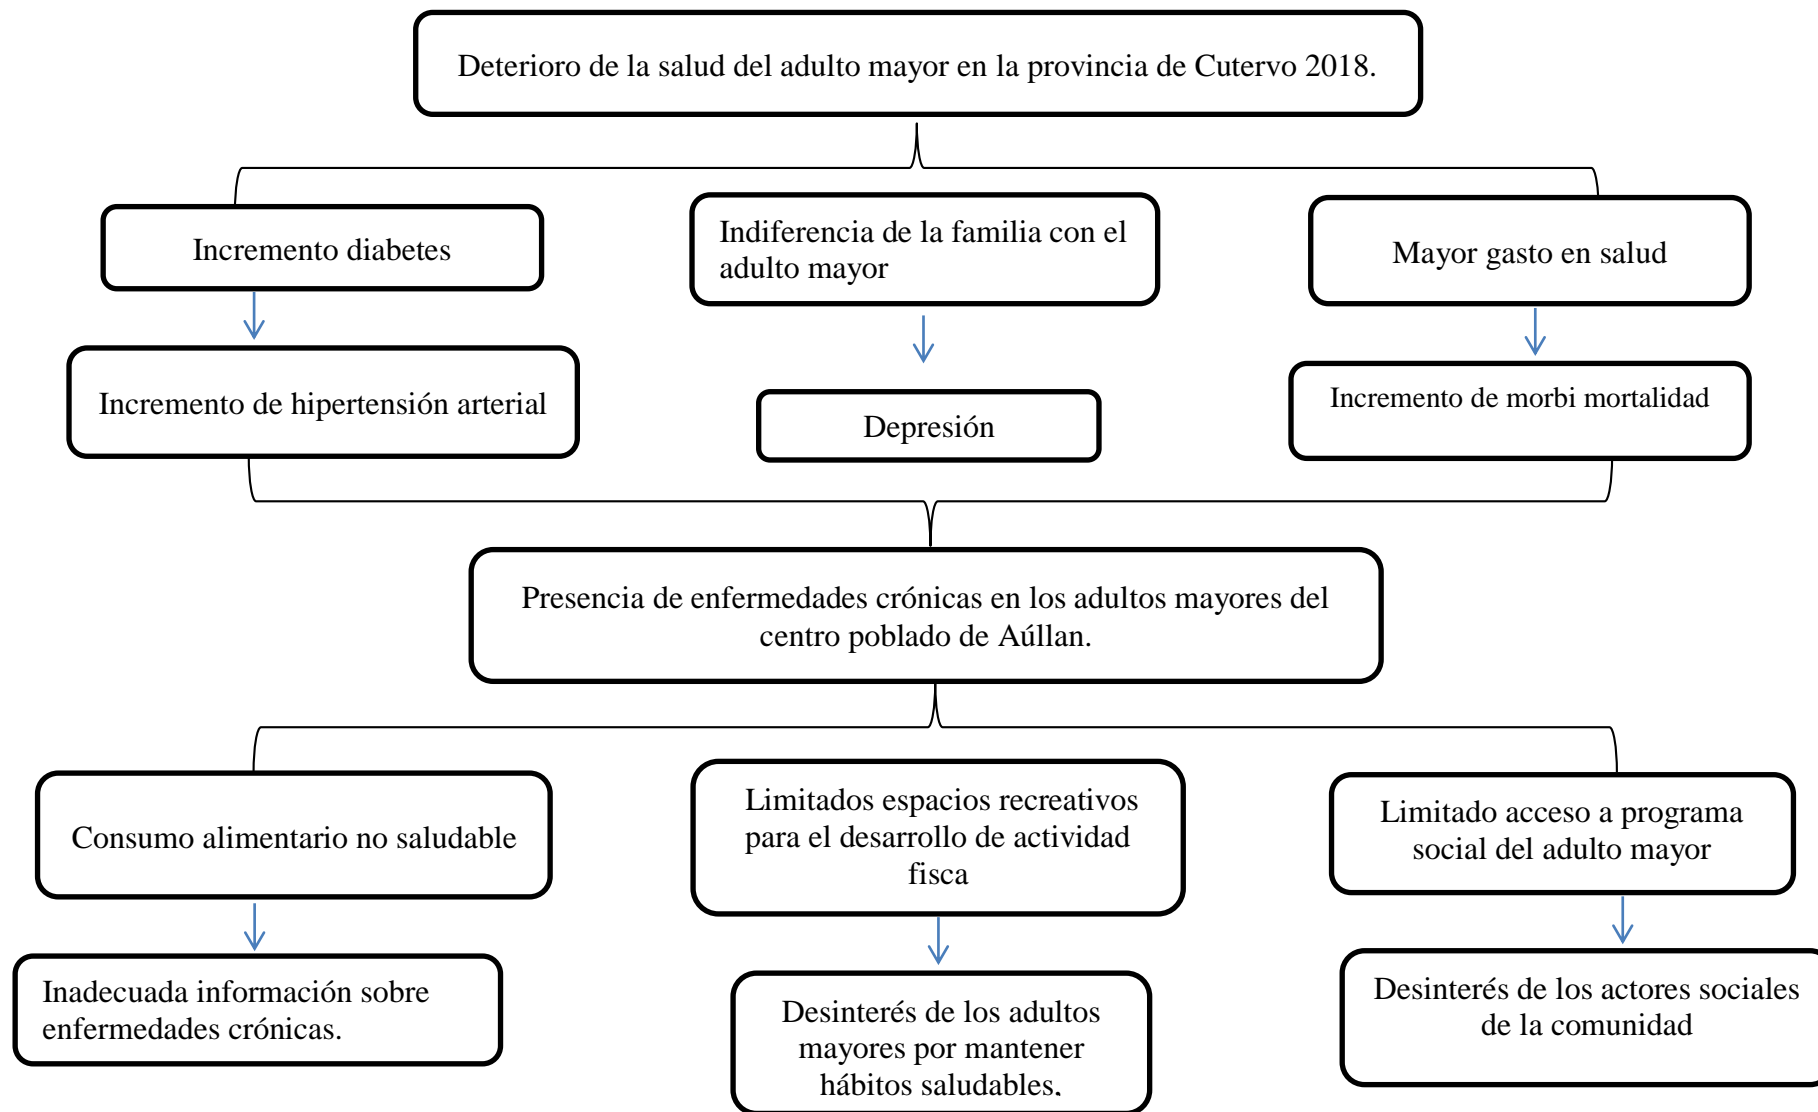 Deterioro de la salud del adulto mayor en la provincia de Cutervo 2018.
Incremento diabetes
Indiferencia de la familia con el
adulto mayor
Mayor gasto en salud
Incremento de hipertensión arterial
Depresión
Incremento de morbi mortalidad
Presencia de enfermedades crónicas en los adultos mayores del
centro poblado de Aúllan.
Consumo alimentario no saludable
Limitados espacios recreativos
para el desarrollo de actividad
fisca
Limitado acceso a programa
social del adulto mayor
Inadecuada información sobre
enfermedades crónicas.
Desinterés de los adultos
mayores por mantener
hábitos saludables.
Desinterés de los actores sociales
de la comunidad